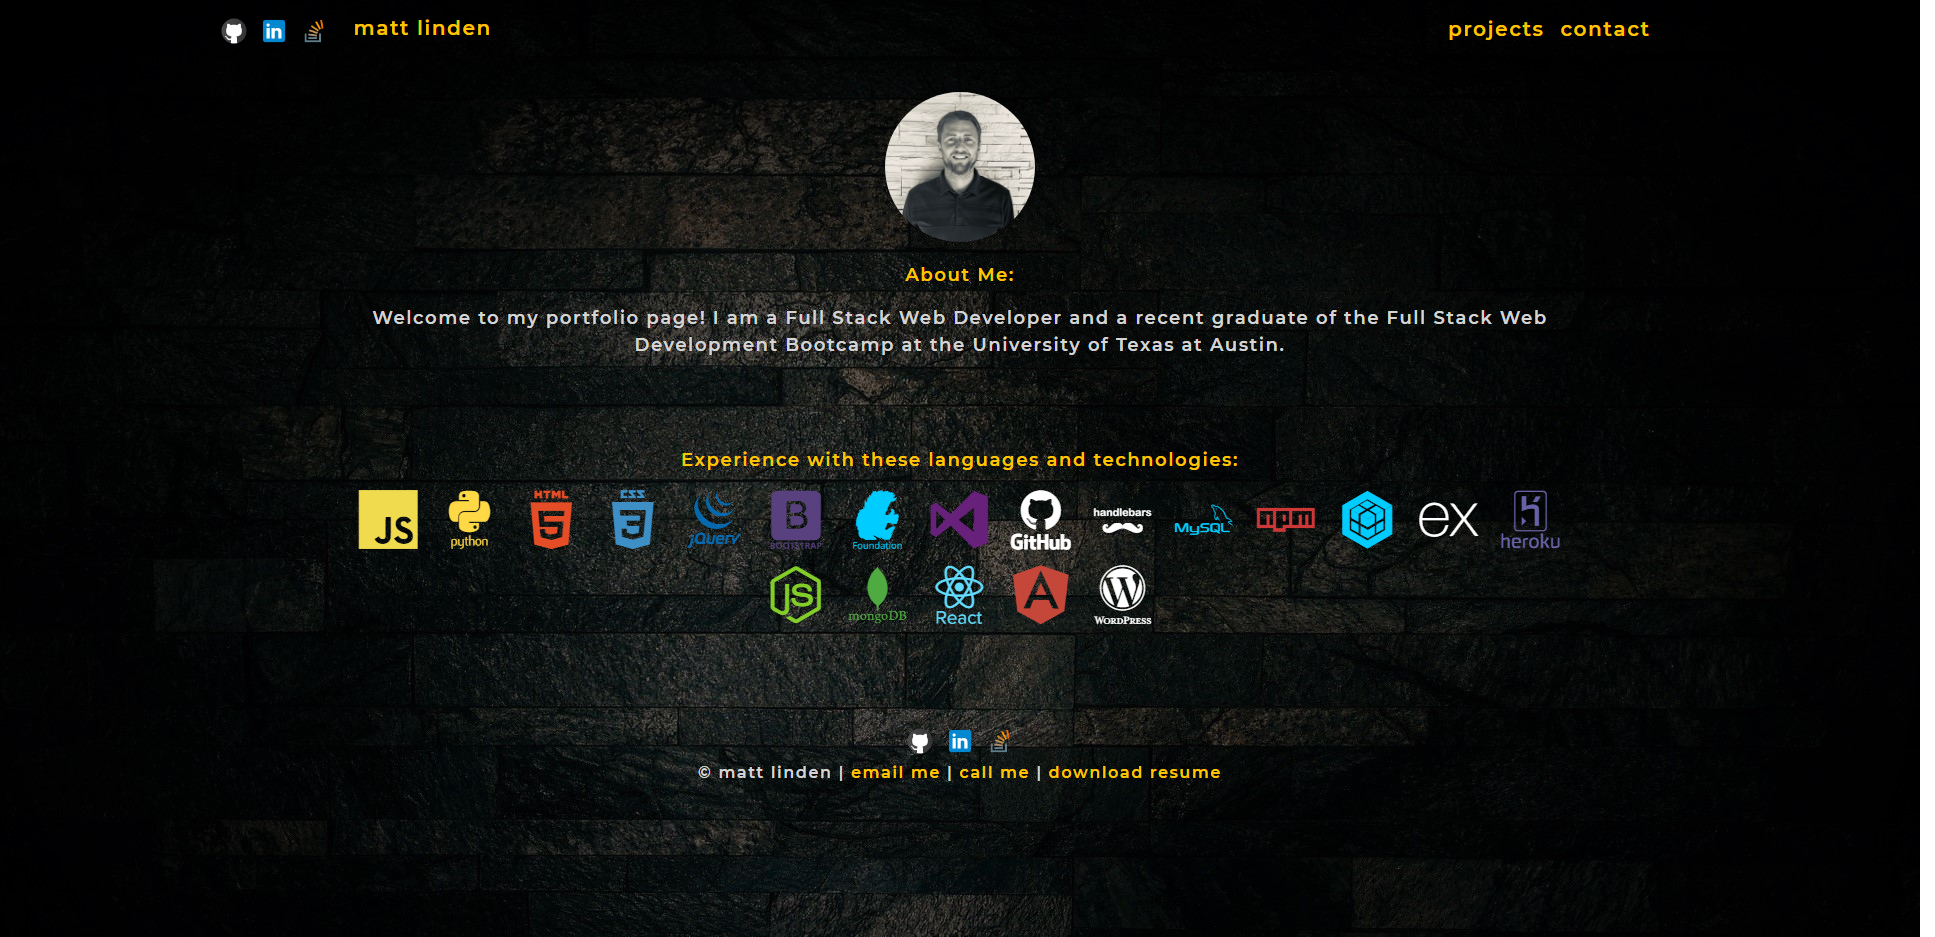 in matt linden projects contact
About Me:
Welcome to my portfolio page! I am a Full Stack Web Developer and a recent graduate of the Full Stack Web
Development Bootcamp at the University of Texas at Austin.
Experience with these languages and technologies:
JS python HTML 5 CSS 3 jQuery B BOOTSTRAP Foundation GitHub handlebars MySQL npm ex heroku
JS mongoDB React A W WORDPRESS
in
© matt linden | email me | call me | download resume